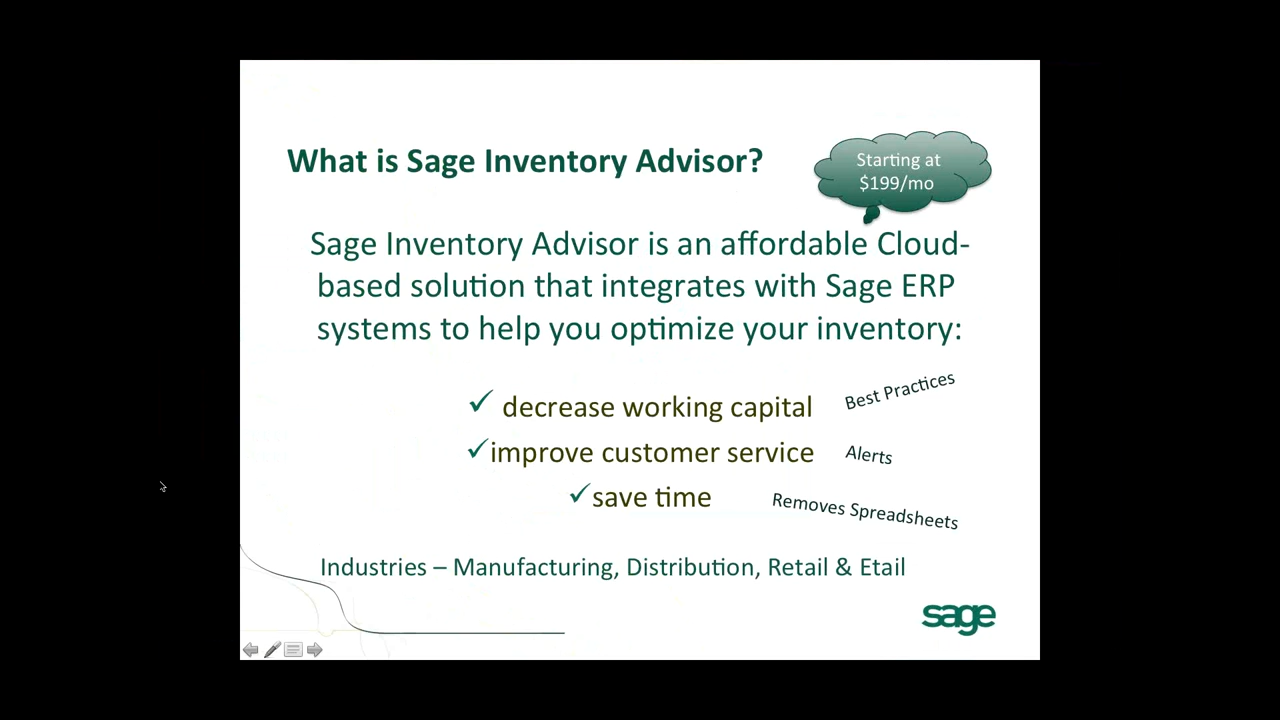 What is Sage Inventory Advisor?
Starting at
$199/mo
Sage Inventory Advisor is an affordable Cloud-
based solution that integrates with Sage ERP
systems to help you optimize your inventory:
✓ decrease working capital
Best Practices
✓improve customer service
Alerts
✓save time
Removes Spreadsheets
Industries – Manufacturing, Distribution, Retail & Etail
sage